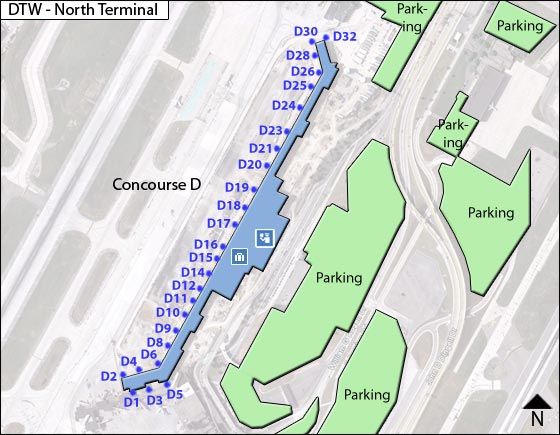 DTW - North Terminal
D30
D32
D28
D26
D25
D24
D23
D21
D20
D19
D18
D17
D16
D15
D14
D12
D11
D10
D9
D8
D6
D4
D2
D1
D3
D5
Concourse D
Park-
ing
Parking
Park-
ing
Parking
Parking
Parking
N